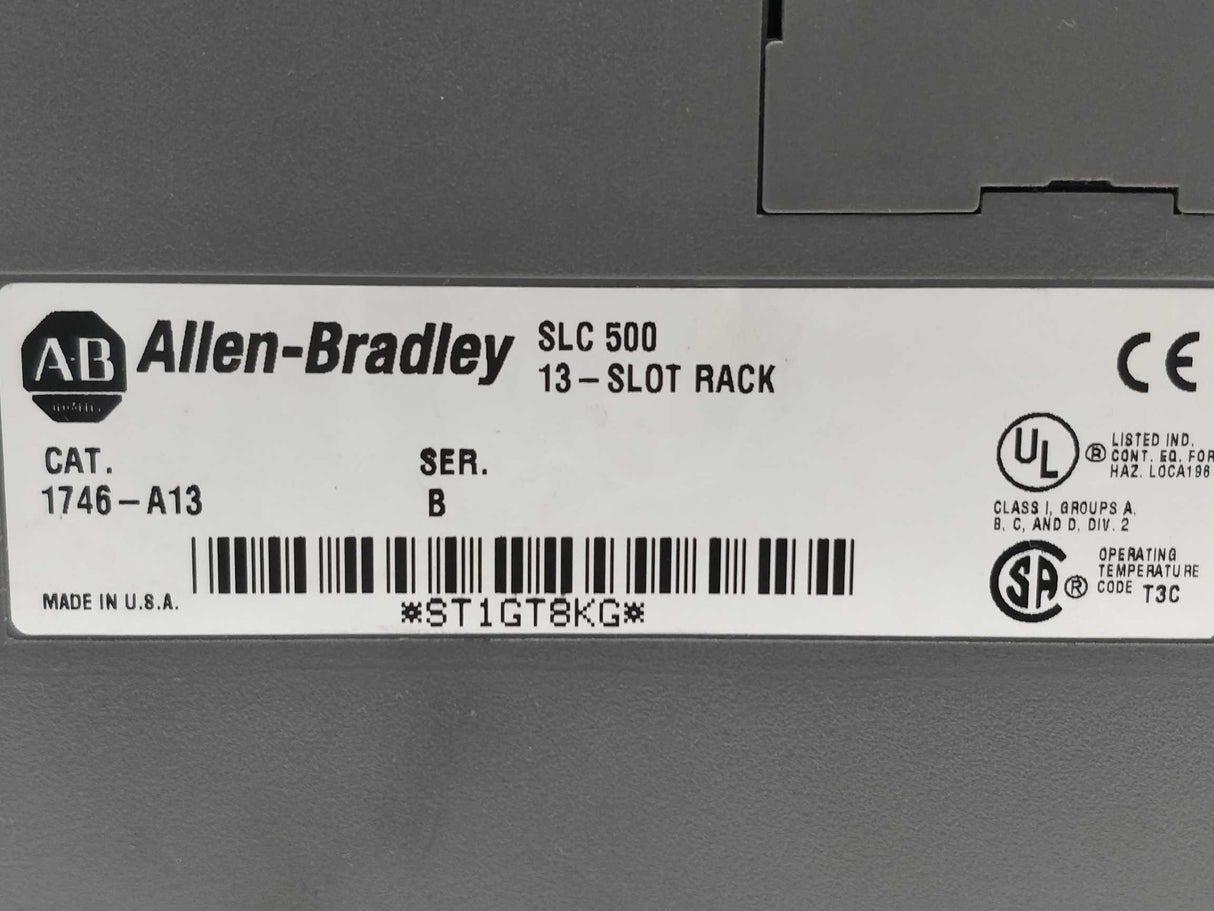 A-B
Allen-Bradley
SLC 500
13-SLOT RACK
CE
CAT.
1746-A13
SER.
B
UL ® LISTED IND.
CONT. EQ. FOR
HAZ. LOCA196
CLASS I, GROUPS A,
B, C, AND D, DIV. 2
SA ® OPERATING
TEMPERATURE
CODE T3C
MADE IN U.S.A.
*ST1GT8KG*